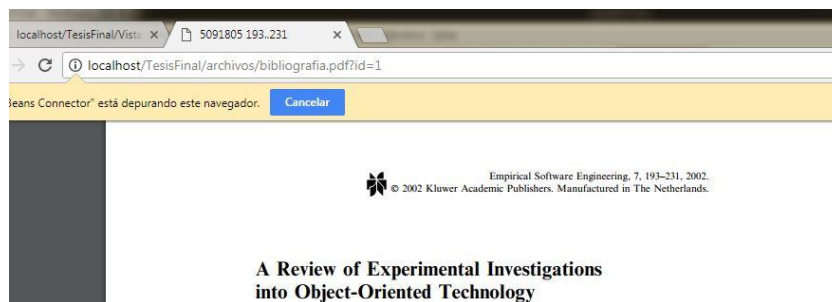 localhost/TesisFinal/Vista
5091805 193..231
localhost/TesisFinal/archivos/bibliografia.pdf?id=1
Beans Connector" está depurando este navegador. Cancelar
Empirical Software Engineering, 7, 193–231, 2002.
© 2002 Kluwer Academic Publishers. Manufactured in The Netherlands.
A Review of Experimental Investigations
into Object-Oriented Technology